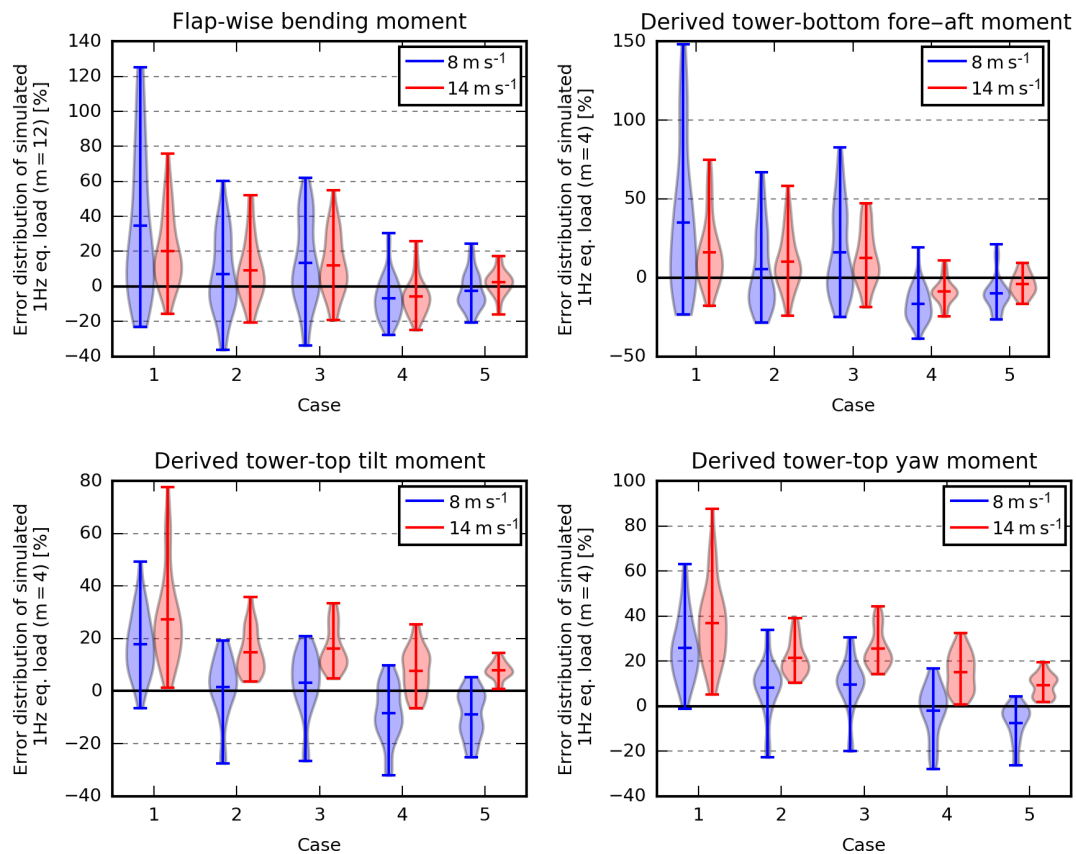 Flap-wise bending moment
Error distribution of simulated
1Hz eq. load (m = 12) [%]
140
120
100
80
60
40
20
0
−20
−40
8 m s⁻¹
14 m s⁻¹
1 2 3 4 5
Case
Derived tower-bottom fore−aft moment
Error distribution of simulated
1Hz eq. load (m = 4) [%]
150
100
50
0
−50
8 m s⁻¹
14 m s⁻¹
1 2 3 4 5
Case
Derived tower-top tilt moment
Error distribution of simulated
1Hz eq. load (m = 4) [%]
80
60
40
20
0
−20
−40
8 m s⁻¹
14 m s⁻¹
1 2 3 4 5
Case
Derived tower-top yaw moment
Error distribution of simulated
1Hz eq. load (m = 4) [%]
100
80
60
40
20
0
−20
−40
8 m s⁻¹
14 m s⁻¹
1 2 3 4 5
Case